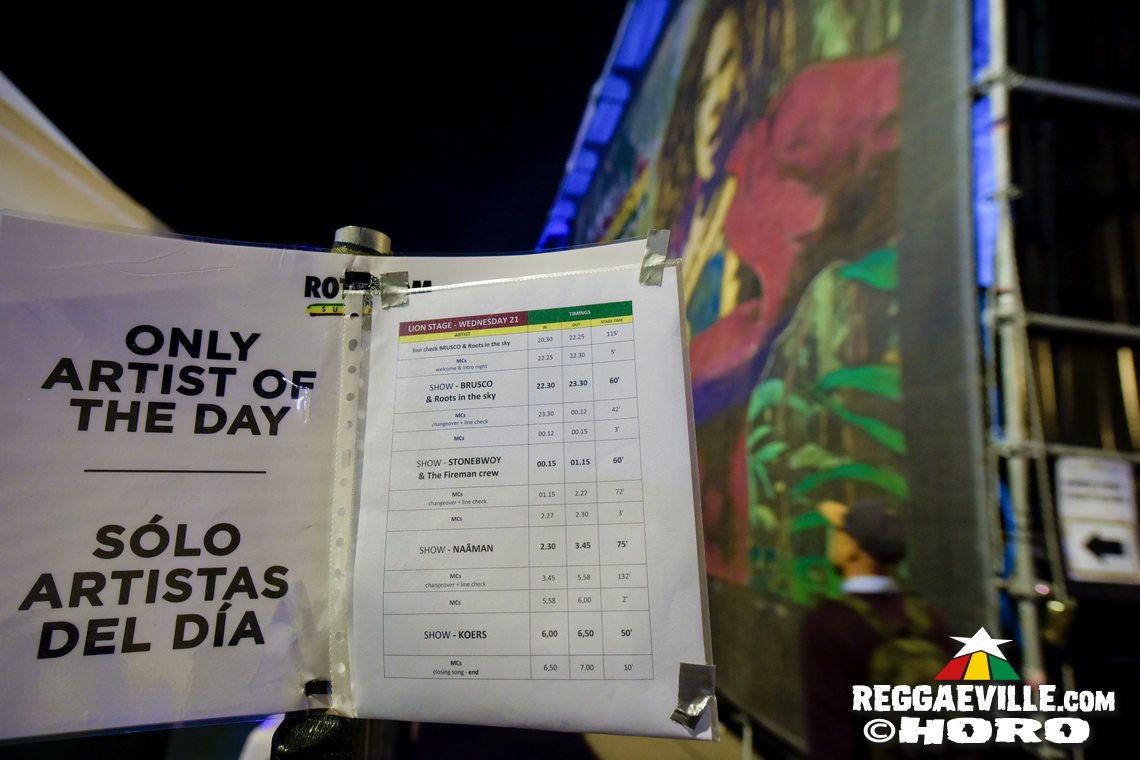 ONLY
ARTIST OF
THE DAY
SÓLO
ARTISTAS
DEL DÍA
LION STAGE - WEDNESDAY 21 TIMINGS
ARTIST IN OUT STAGE TIME
line check BRUSCO & Roots in the sky 20,30 22.25 115'
MCs
welcome & intro night 22.25 22.30 5'
SHOW - BRUSCO
& Roots in the sky 22.30 23.30 60'
MCs
changeover + line check 23.30 00.12 42'
MCs 00.12 00.15 3'
SHOW - STONEBWOY
& The Fireman crew 00.15 01.15 60'
MCs
changeover + line check 01.15 2.27 72'
MCs 2.27 2.30 3'
SHOW - NAÂMAN 2.30 3.45 75'
MCs
changeover + line check 3.45 5,58 132'
MCs 5,58 6,00 2'
SHOW - KOERS 6,00 6,50 50'
MCs
closing song - end 6,50 7.00 10'
REGGAEVILLE.COM
©HORO